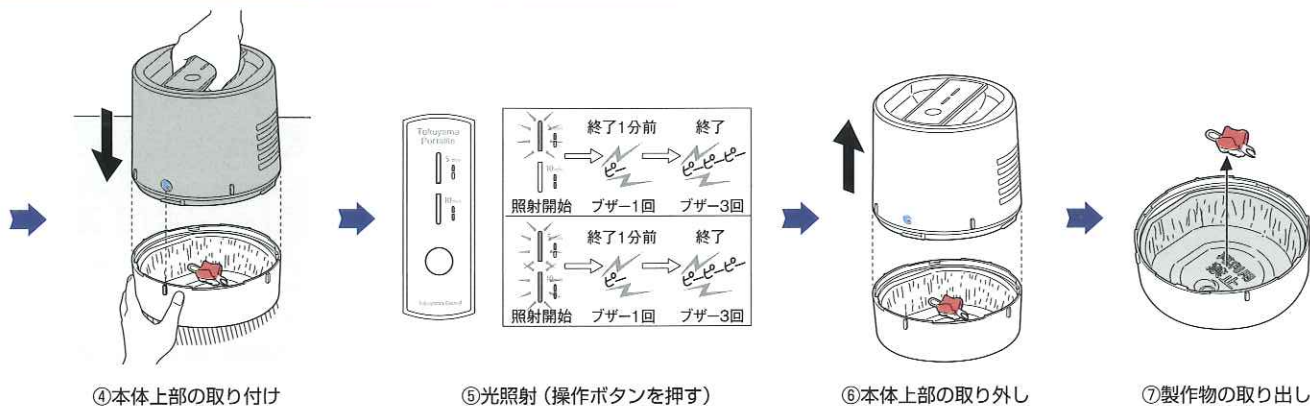 Tokuyama
Portalite
5 min
10 min
終了1分前 終了
ピー ピーピーピー
照射開始 ブザー1回 ブザー3回
終了1分前 終了
ピー ピーピーピー
照射開始 ブザー1回 ブザー3回
④本体上部の取り付け
⑤光照射（操作ボタンを押す）
⑥本体上部の取り外し
⑦製作物の取り出し